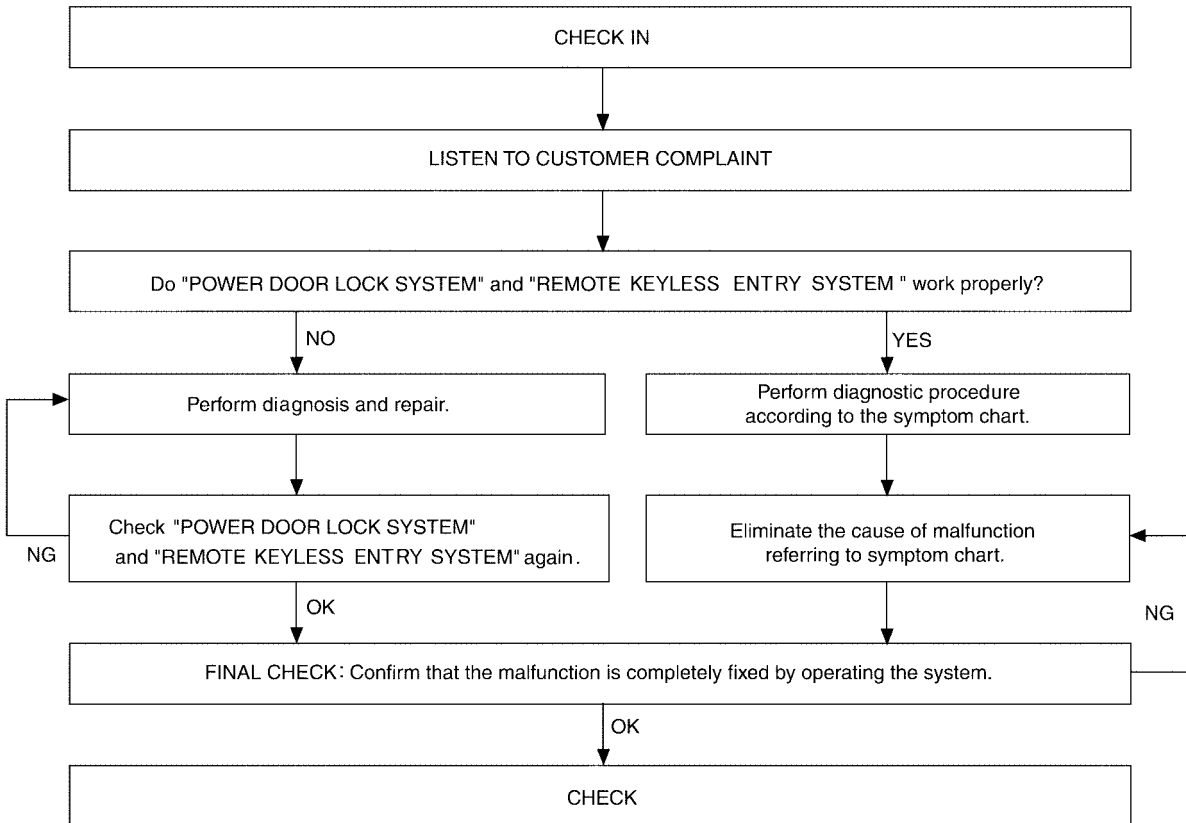 CHECK IN
LISTEN TO CUSTOMER COMPLAINT
Do "POWER DOOR LOCK SYSTEM" and "REMOTE KEYLESS ENTRY SYSTEM " work properly?
NO
YES
Perform diagnosis and repair.
Perform diagnostic procedure
according to the symptom chart.
Check "POWER DOOR LOCK SYSTEM"
and "REMOTE KEYLESS ENTRY SYSTEM" again.
NG
Eliminate the cause of malfunction
referring to symptom chart.
OK
NG
FINAL CHECK: Confirm that the malfunction is completely fixed by operating the system.
OK
CHECK